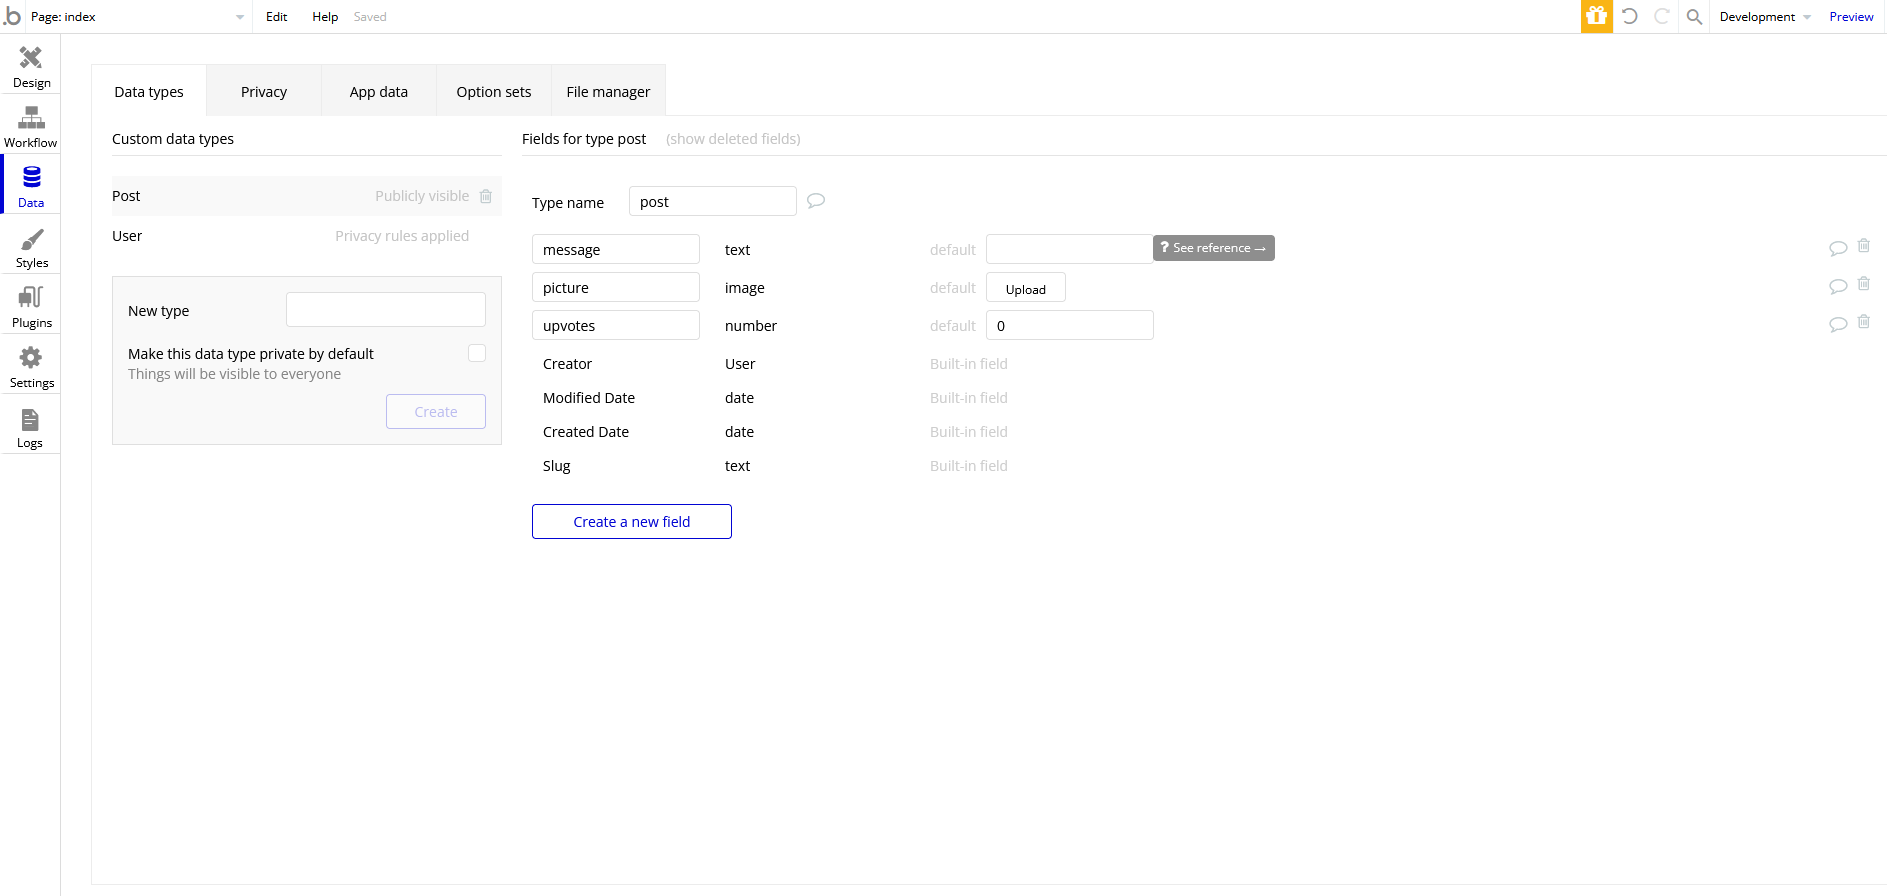 .b Page: index Edit Help Saved Development Preview
Design
Workflow
Data
Styles
Plugins
Settings
Logs
Data types Privacy App data Option sets File manager
Custom data types
Post Publicly visible
User Privacy rules applied
New type
Make this data type private by default
Things will be visible to everyone
Create
Fields for type post (show deleted fields)
Type name post
message text default ? See reference →
picture image default Upload
upvotes number default 0
Creator User Built-in field
Modified Date date Built-in field
Created Date date Built-in field
Slug text Built-in field
Create a new field